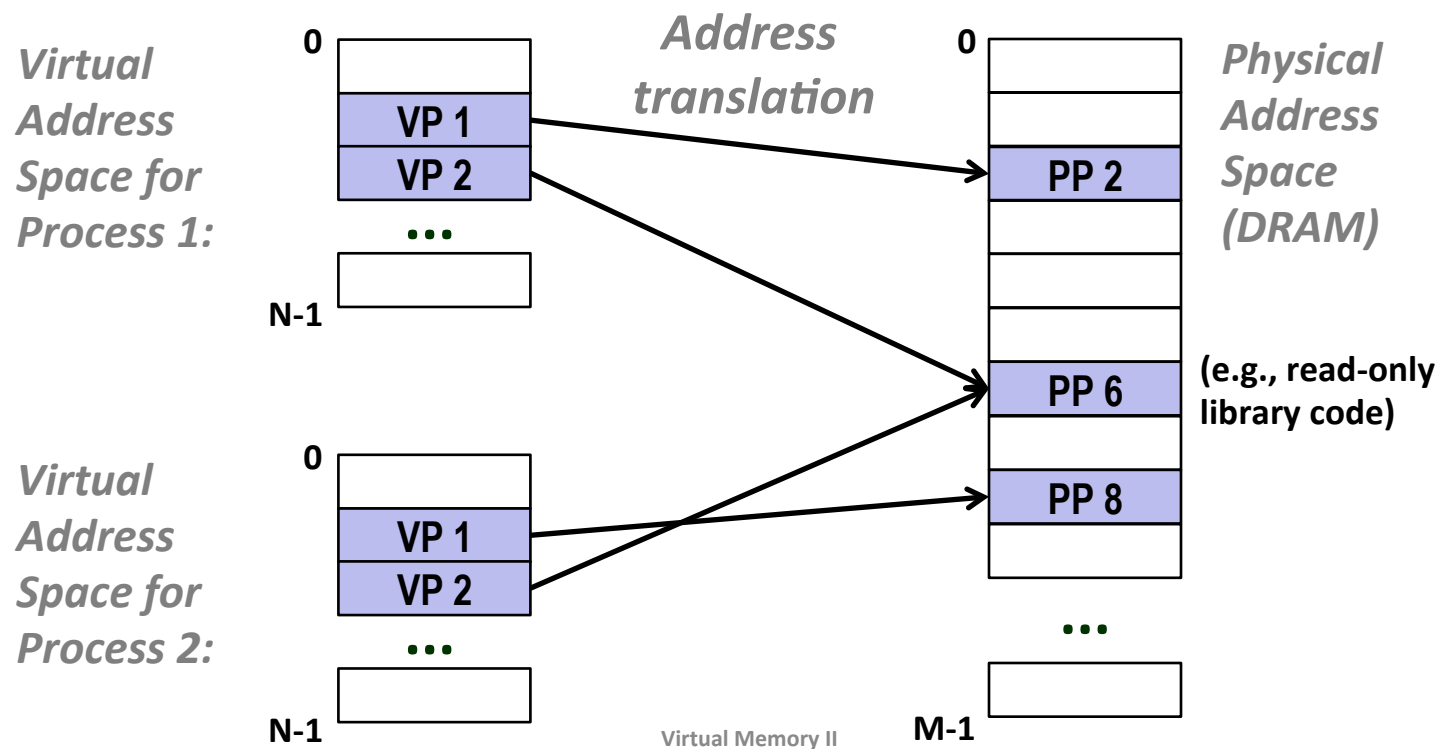 Virtual
Address
Space for
Process 1:
0
VP 1
VP 2
...
N-1
Address
translation
0
PP 2
PP 6
PP 8
...
M-1
Physical
Address
Space
(DRAM)
(e.g., read-only
library code)
Virtual
Address
Space for
Process 2:
0
VP 1
VP 2
...
N-1
Virtual Memory II